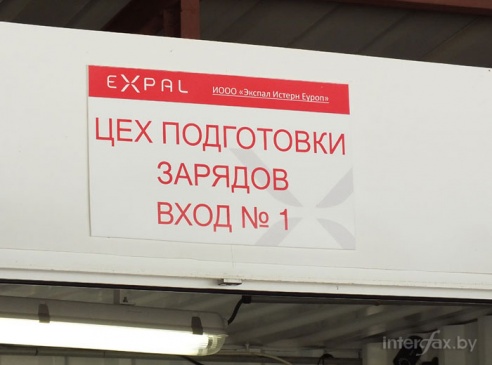 EXPAL ИООО «Экспал Истерн Еуроп»
ЦЕХ ПОДГОТОВКИ
ЗАРЯДОВ
ВХОД № 1
interfax.by